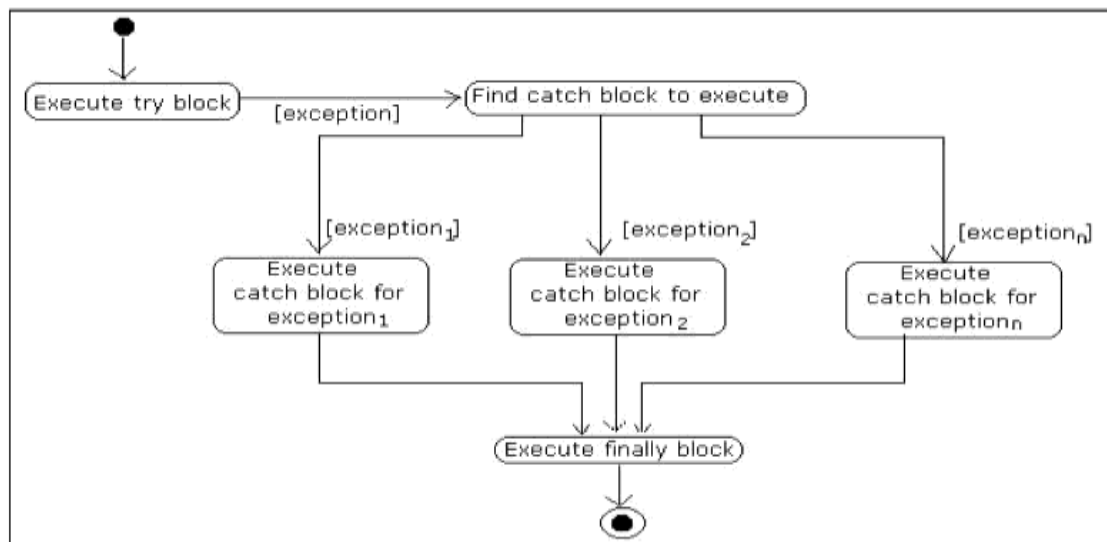 Execute try block
[exception]
Find catch block to execute
[exception₁]
[exception₂]
[exceptionₙ]
Execute
catch block for
exception₁
Execute
catch block for
exception₂
Execute
catch block for
exceptionₙ
Execute finally block